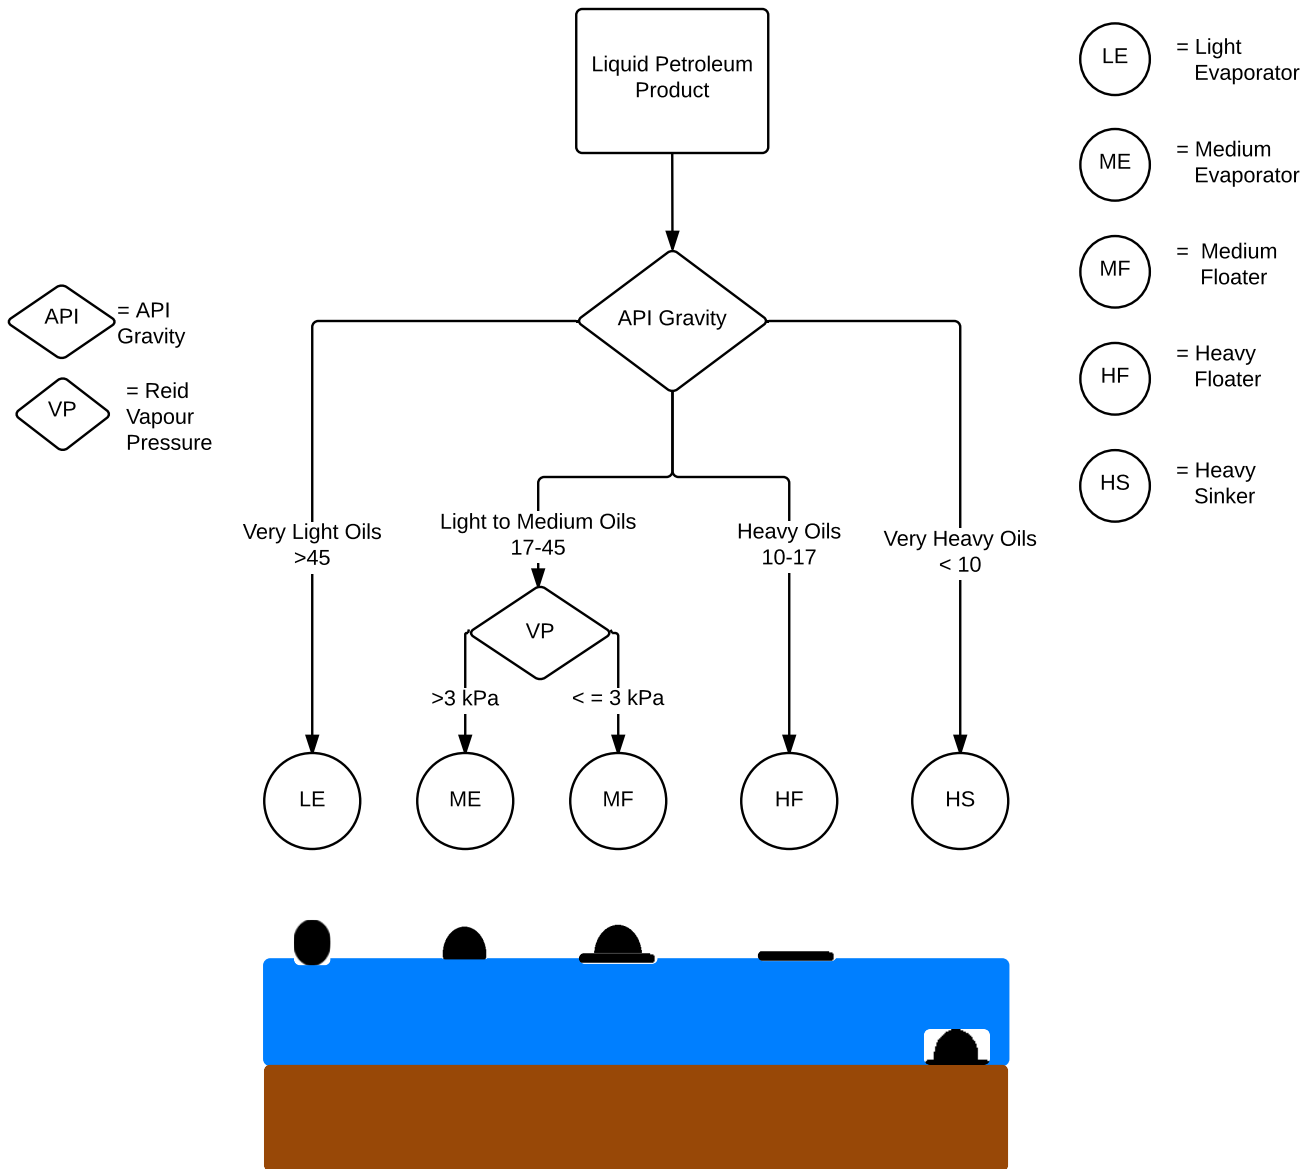 Liquid Petroleum
Product
API Gravity
API
= API
Gravity
VP
= Reid
Vapour
Pressure
LE
= Light
Evaporator
ME
= Medium
Evaporator
MF
= Medium
Floater
HF
= Heavy
Floater
HS
= Heavy
Sinker
Very Light Oils
>45
Light to Medium Oils
17-45
Heavy Oils
10-17
Very Heavy Oils
< 10
VP
>3 kPa
< = 3 kPa
LE
ME
MF
HF
HS